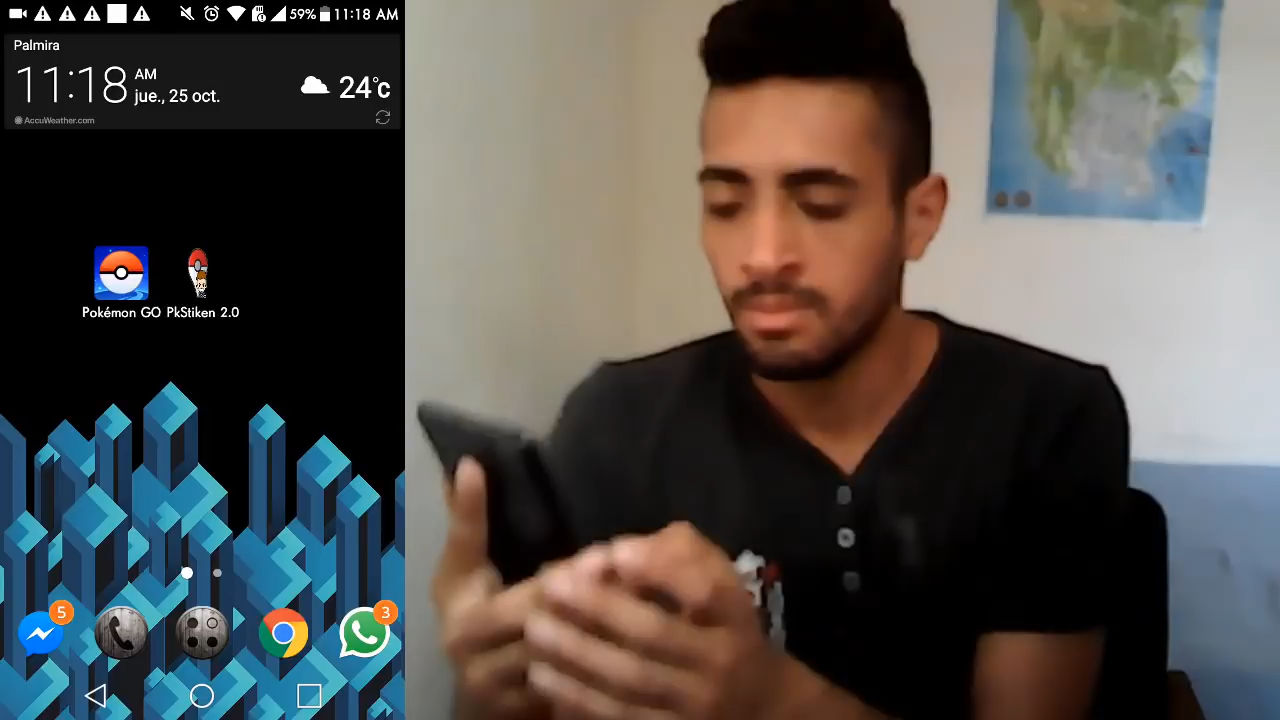 59% 11:18 AM
Palmira
11:18 AM
jue., 25 oct.
24°c
AccuWeather.com
Pokémon GO PkStiken 2.0
5
3